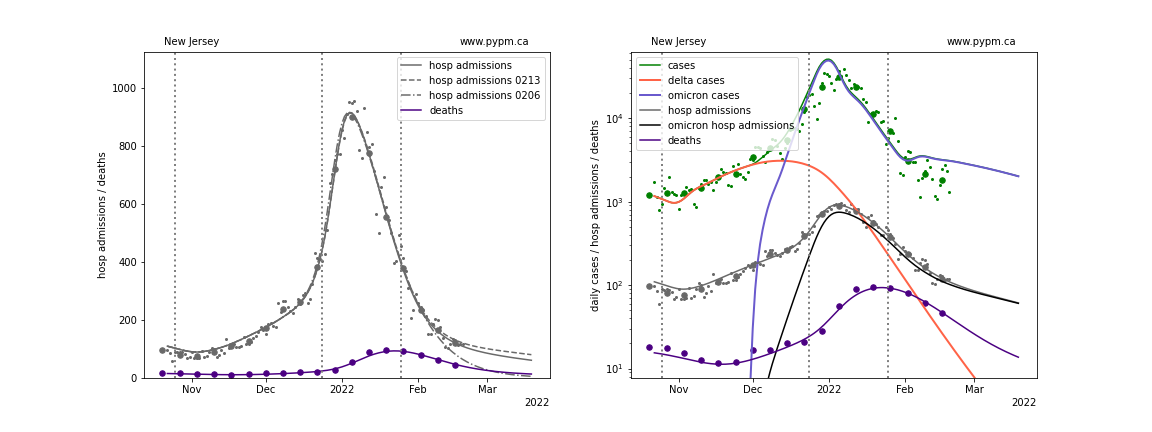 New Jersey www.pypm.ca
hosp admissions
hosp admissions 0213
hosp admissions 0206
deaths
hosp admissions / deaths
1000
800
600
400
200
0
Nov Dec 2022 Feb Mar
2022
New Jersey www.pypm.ca
cases
delta cases
omicron cases
hosp admissions
omicron hosp admissions
deaths
daily cases / hosp admissions / deaths
10⁴
10³
10²
10¹
Nov Dec 2022 Feb Mar
2022